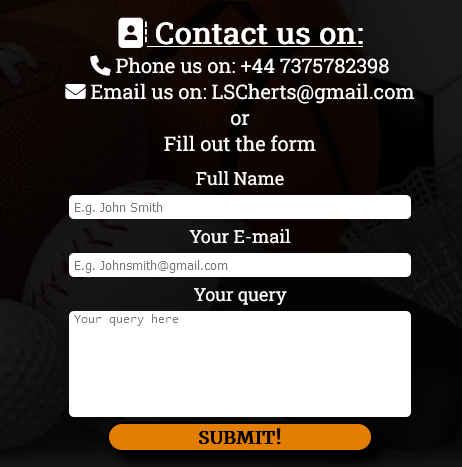 Contact us on:
Phone us on: +44 7375782398
Email us on: LSCherts@gmail.com
or
Fill out the form
Full Name
E.g. John Smith
Your E-mail
E.g. Johnsmith@gmail.com
Your query
Your query here
SUBMIT!